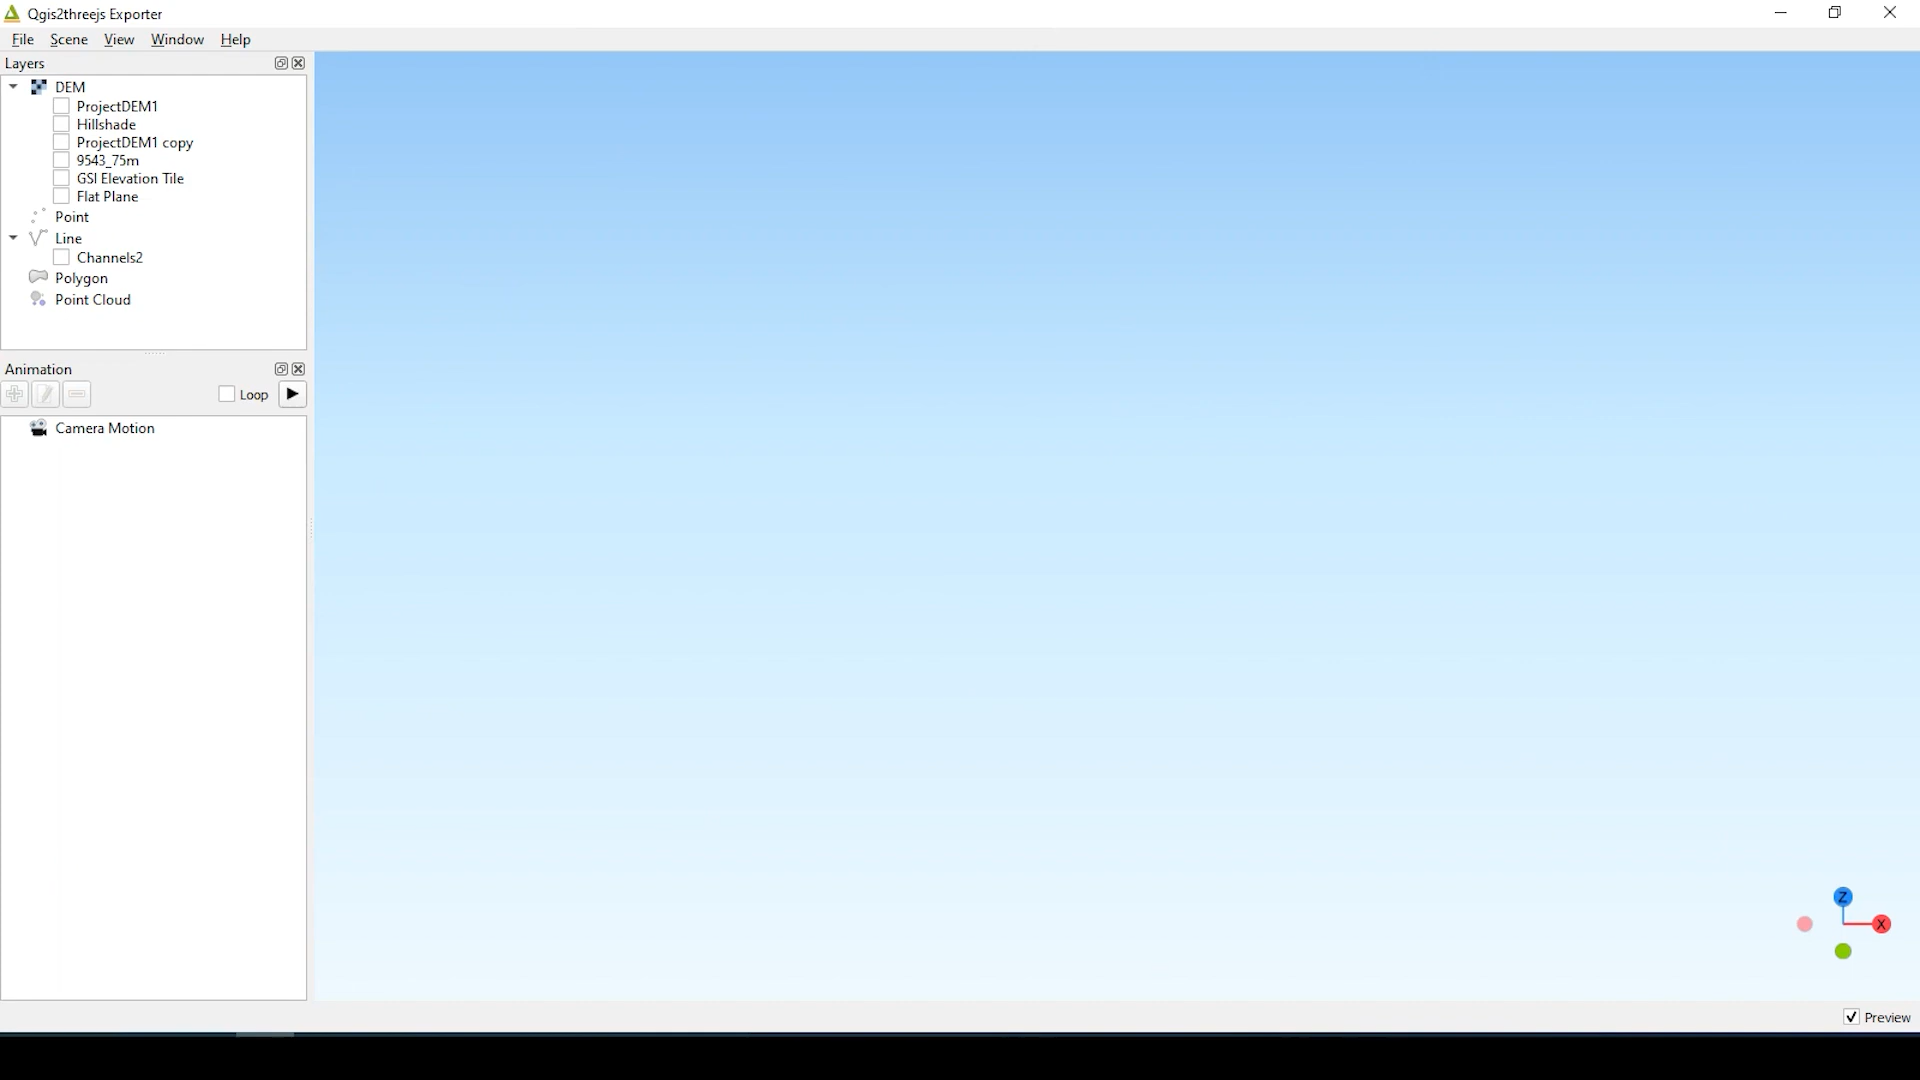 Qgis2threejs Exporter
File Scene View Window Help
Layers
DEM
ProjectDEM1
Hillshade
ProjectDEM1 copy
9543_75m
GSI Elevation Tile
Flat Plane
Point
Line
Channels2
Polygon
Point Cloud
Animation
Loop
Camera Motion
Z
X
Preview